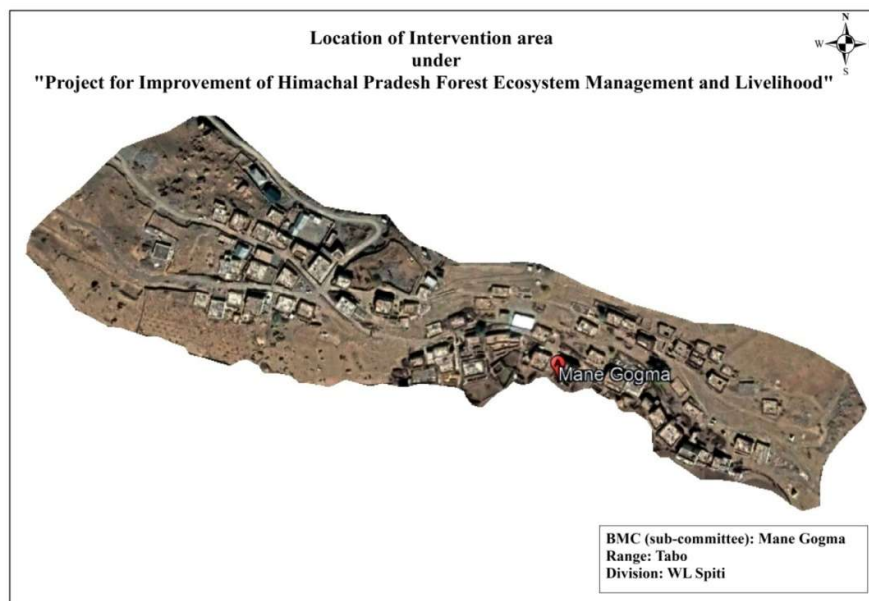 Location of Intervention area
under
"Project for Improvement of Himachal Pradesh Forest Ecosystem Management and Livelihood"
N
W
S
Mane Gogma
BMC (sub-committee): Mane Gogma
Range: Tabo
Division: WL Spiti